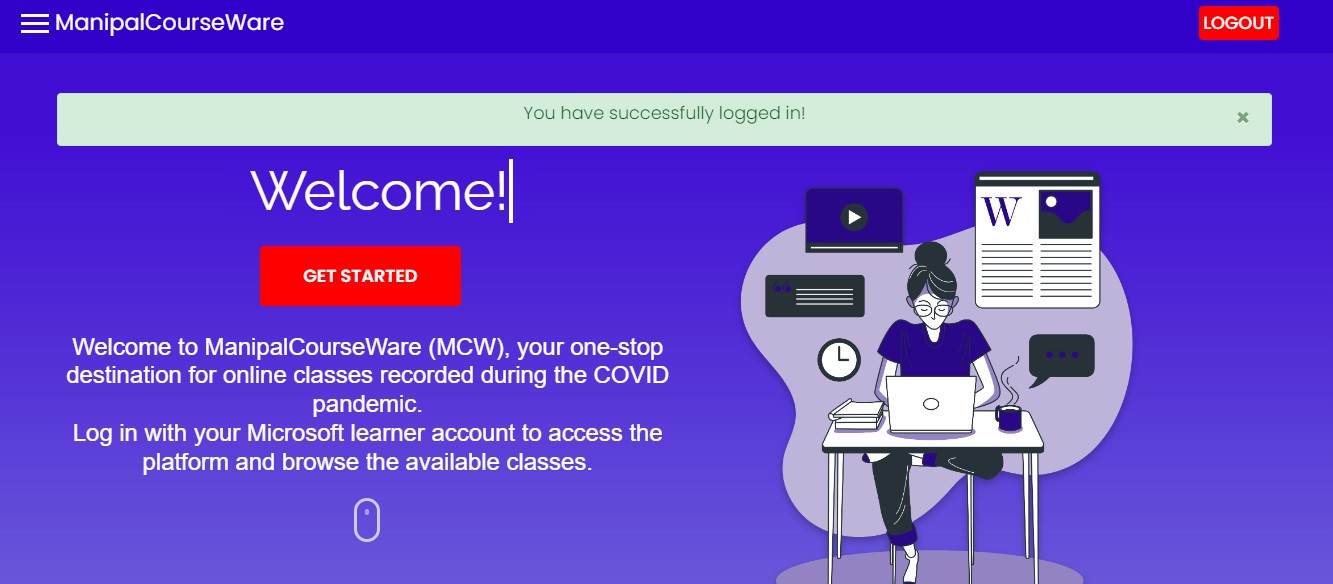 ManipalCourseWare
LOGOUT
You have successfully logged in!
Welcome!
GET STARTED
Welcome to ManipalCourseWare (MCW), your one-stop
destination for online classes recorded during the COVID
pandemic.
Log in with your Microsoft learner account to access the
platform and browse the available classes.
W